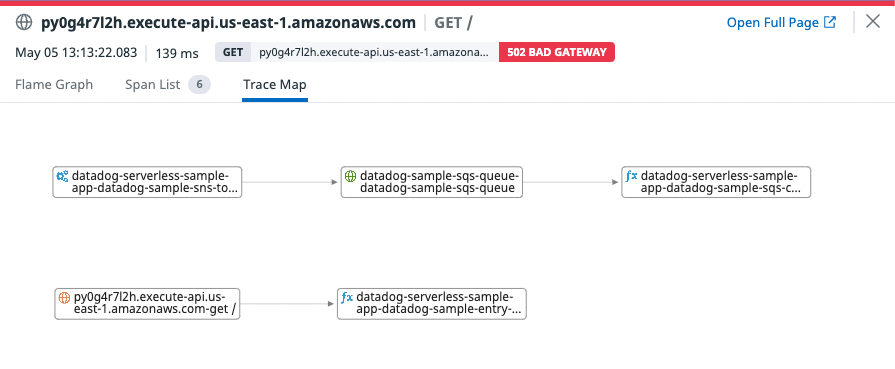 py0g4r7l2h.execute-api.us-east-1.amazonaws.com GET / Open Full Page
May 05 13:13:22.083 139 ms GET py0g4r7l2h.execute-api.us-east-1.amazona... 502 BAD GATEWAY
Flame Graph Span List 6 Trace Map
datadog-serverless-sample-
app-datadog-sample-sns-to...
datadog-sample-sqs-queue-
datadog-sample-sqs-queue
datadog-serverless-sample-
app-datadog-sample-sqs-c...
py0g4r7l2h.execute-api.us-
east-1.amazonaws.com-get /
datadog-serverless-sample-
app-datadog-sample-entry-...